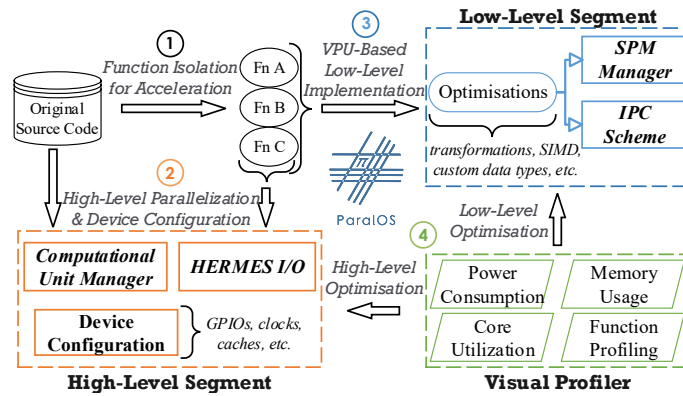 1
Function Isolation
for Acceleration
Original
Source Code
Fn A
Fn B
Fn C
3
VPU-Based
Low-Level
Implementation
Low-Level Segment
Optimisations
SPM
Manager
IPC
Scheme
transformations, SIMD,
custom data types, etc.
π
ParalOS
2
High-Level Parallelization
& Device Configuration
Computational
Unit Manager
HERMES I/O
Device
Configuration
GPIOs, clocks,
caches, etc.
High-Level Segment
High-Level
Optimisation
4
Low-Level
Optimisation
Power
Consumption
Memory
Usage
Core
Utilization
Function
Profiling
Visual Profiler